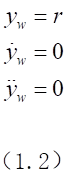 y_w = r
ẏ_w = 0
ÿ_w = 0
(1.2)